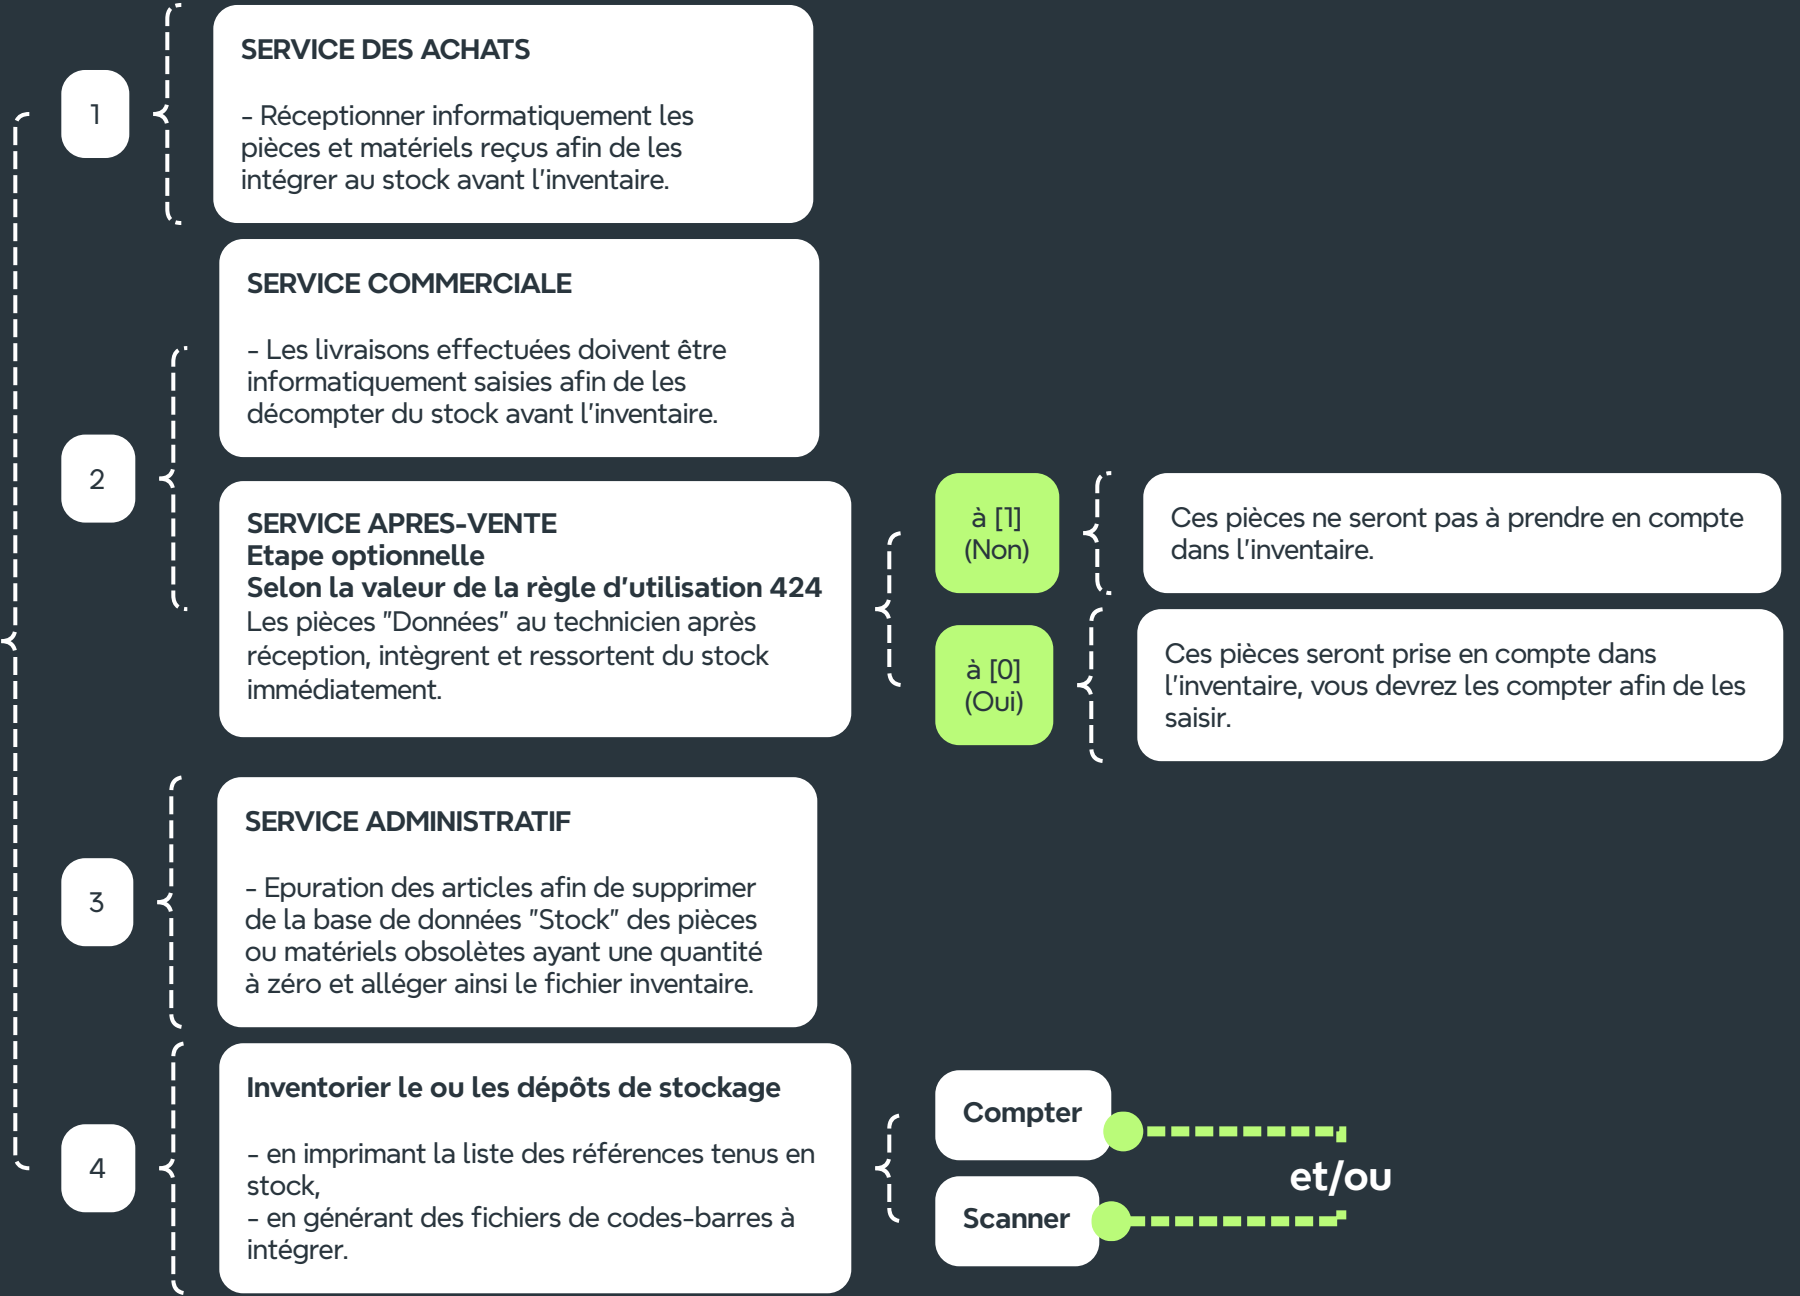 1
SERVICE DES ACHATS
- Réceptionner informatiquement les
pièces et matériels reçus afin de les
intégrer au stock avant l'inventaire.
2
SERVICE COMMERCIALE
- Les livraisons effectuées doivent être
informatiquement saisies afin de les
décompter du stock avant l'inventaire.
SERVICE APRES-VENTE
Etape optionnelle
Selon la valeur de la règle d'utilisation 424
Les pièces "Données" au technicien après
réception, intègrent et ressortent du stock
immédiatement.
à [1]
(Non)
Ces pièces ne seront pas à prendre en compte
dans l'inventaire.
à [0]
(Oui)
Ces pièces seront prise en compte dans
l'inventaire, vous devrez les compter afin de les
saisir.
3
SERVICE ADMINISTRATIF
- Epuration des articles afin de supprimer
de la base de données "Stock" des pièces
ou matériels obsolètes ayant une quantité
à zéro et alléger ainsi le fichier inventaire.
4
Inventorier le ou les dépôts de stockage
- en imprimant la liste des références tenus en
stock,
- en générant des fichiers de codes-barres à
intégrer.
Compter
et/ou
Scanner